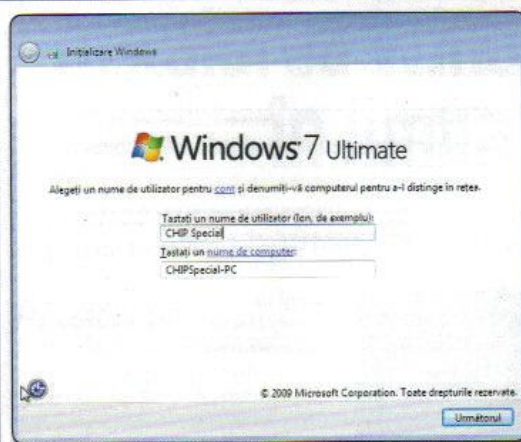 Inițializare Windows
Windows 7 Ultimate
Alegeți un nume de utilizator pentru cont și denumiți-vă computerul pentru a-l distinge în rețea.
Tastați un nume de utilizator (Ion, de exemplu):
CHIP Special
Tastați un nume de computer:
CHIPSpecial-PC
© 2009 Microsoft Corporation. Toate drepturile rezervate.
Următorul